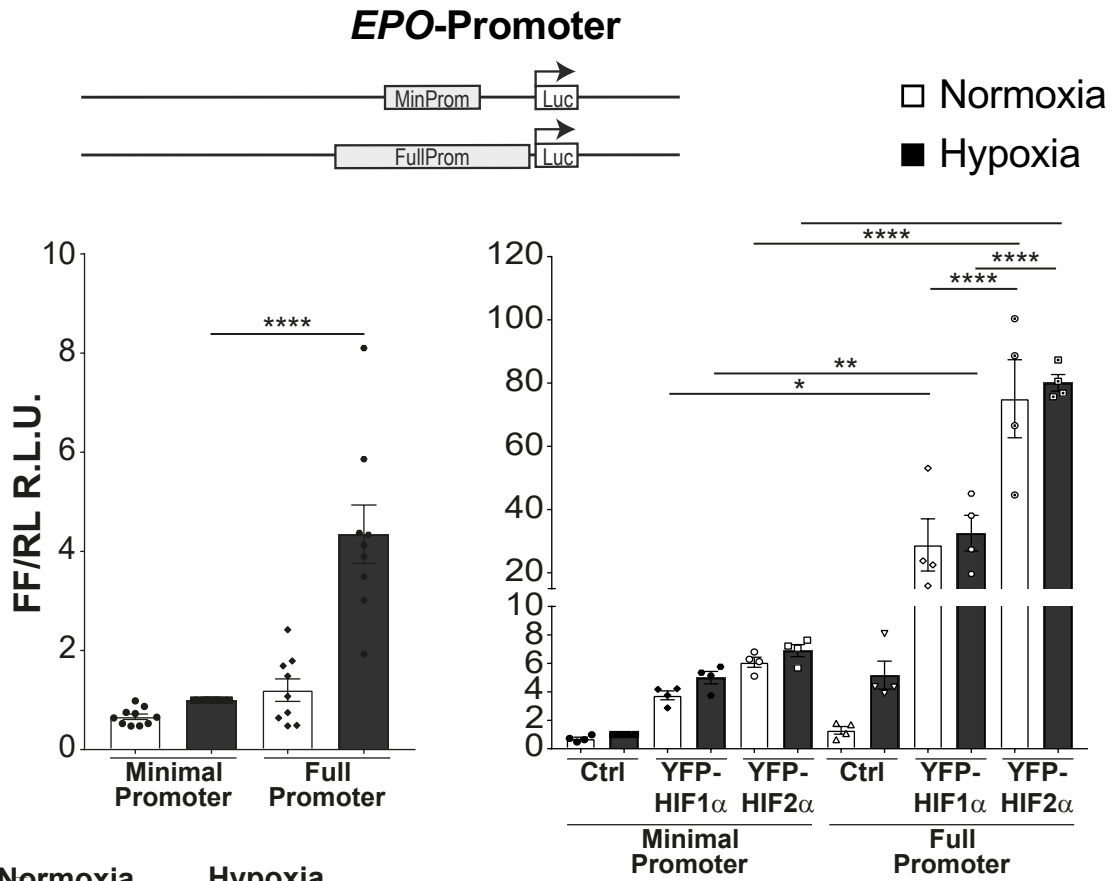 EPO-Promoter
MinProm
Luc
FullProm
Luc
Normoxia
Hypoxia
FF/RL R.L.U.
10
8
6
4
2
0
****
Minimal
Promoter
Full
Promoter
120
100
80
60
40
20
10
8
6
4
2
0
****
****
****
**
*
Ctrl
YFP-
HIF1α
YFP-
HIF2α
Ctrl
YFP-
HIF1α
YFP-
HIF2α
Minimal
Promoter
Full
Promoter
Normoxia
Hypoxia